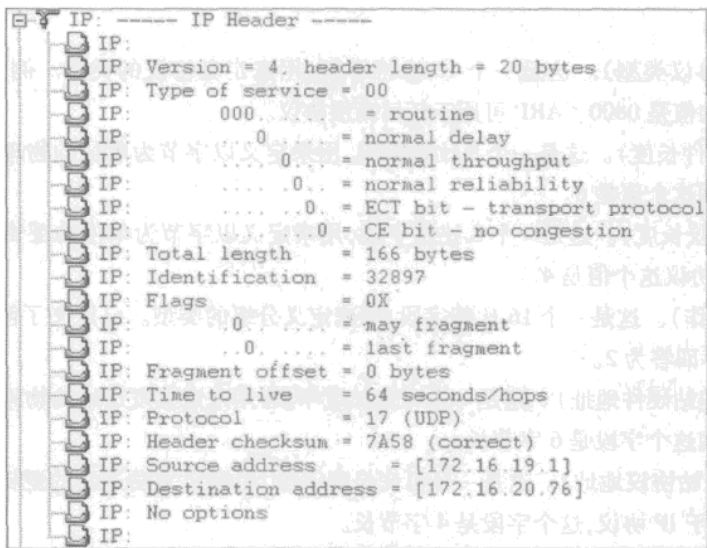 IP: ----- IP Header -----
IP:
IP: Version = 4, header length = 20 bytes
IP: Type of service = 00
IP: 000. .... = routine
IP: ...0 .... = normal delay
IP: .... 0... = normal throughput
IP: .... .0.. = normal reliability
IP: .... ..0. = ECT bit - transport protocol
IP: .... ...0 = CE bit - no congestion
IP: Total length = 166 bytes
IP: Identification = 32897
IP: Flags = 0X
IP: .0.. .... = may fragment
IP: ..0. .... = last fragment
IP: Fragment offset = 0 bytes
IP: Time to live = 64 seconds/hops
IP: Protocol = 17 (UDP)
IP: Header checksum = 7A58 (correct)
IP: Source address = [172.16.19.1]
IP: Destination address = [172.16.20.76]
IP: No options
IP: